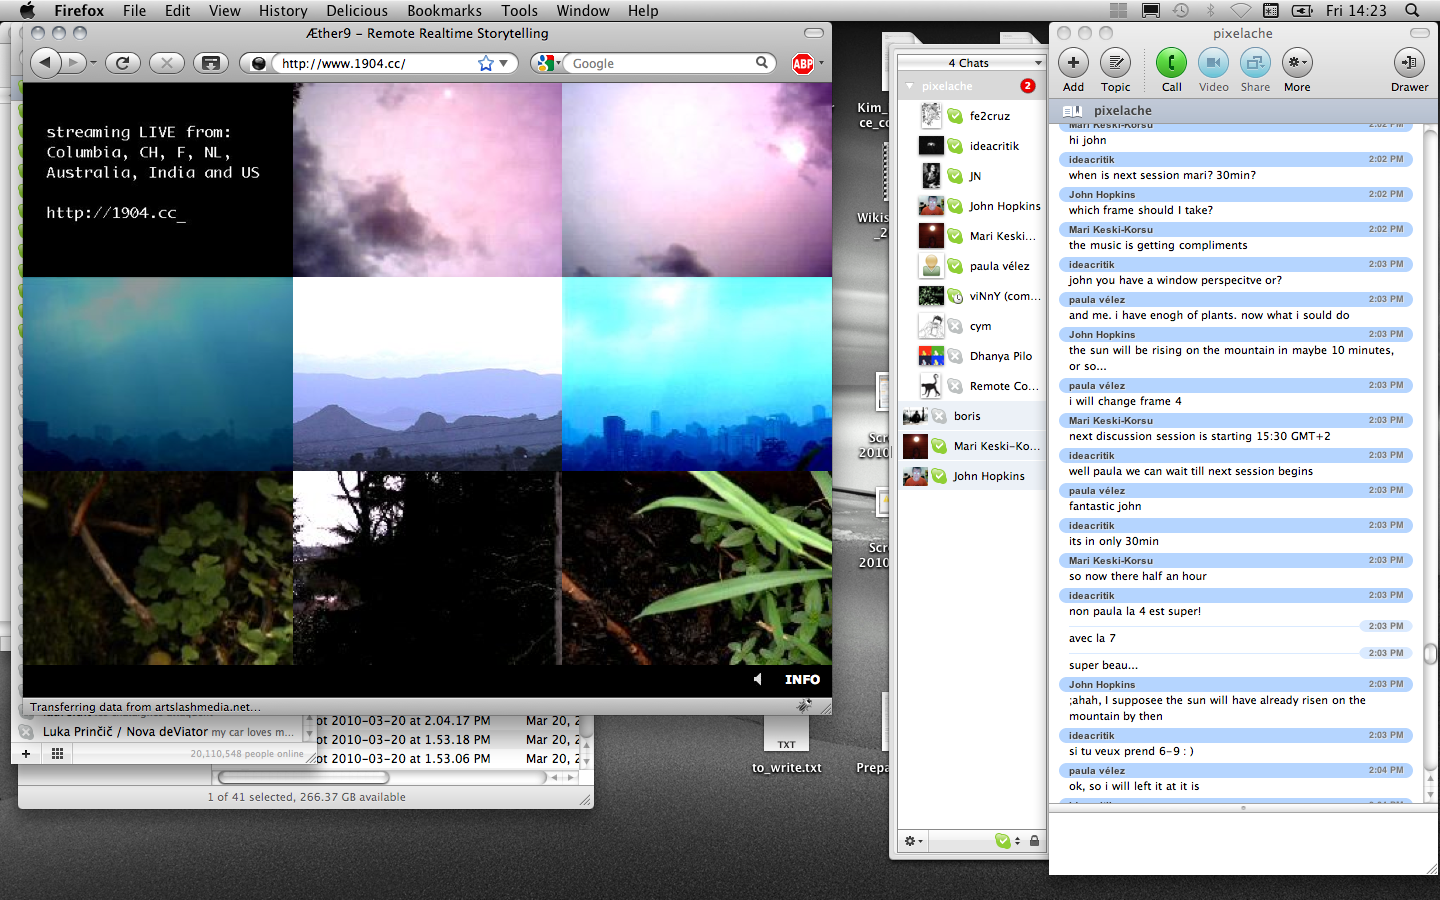 Firefox File Edit View History Delicious Bookmarks Tools Window Help
Fri 14:23
Æther9 – Remote Realtime Storytelling
http://www.1904.cc/
Google
ABP
streaming LIVE from:
Columbia, CH, F, NL,
Australia, India and US
http://1904.cc_
INFO
Transferring data from artslashmedia.net...
Luka Prinčič / Nova deViator my car loves m...
20,110,548 people online
ot 2010-03-20 at 2.04.17 PM Mar 20, 2
ot 2010-03-20 at 1.53.18 PM Mar 20, 2
ot 2010-03-20 at 1.53.06 PM Mar 20, 2
1 of 41 selected, 266.37 GB available
Kim_
ce_co
Wikis
_2
Scr
2010
Scr
2010
TXT
to_write.txt
Prepa
4 Chats
pixelache 2
fe2cruz
ideacritik
JN
John Hopkins
Mari Keski...
paula vélez
viNnY (com...
cym
Dhanya Pilo
Remote Co...
boris
Mari Keski-Ko...
John Hopkins
pixelache
Add Topic Call Video Share More Drawer
pixelache
Mari Keski-Korsu 2:02 PM
hi john
ideacritik 2:02 PM
when is next session mari? 30min?
John Hopkins 2:02 PM
which frame should I take?
Mari Keski-Korsu 2:02 PM
the music is getting compliments
ideacritik 2:03 PM
john you have a window perspecitve or?
paula vélez 2:03 PM
and me. i have enogh of plants. now what i sould do
John Hopkins 2:03 PM
the sun will be rising on the mountain in maybe 10 minutes,
or so...
paula vélez 2:03 PM
i will change frame 4
Mari Keski-Korsu 2:03 PM
next discussion session is starting 15:30 GMT+2
ideacritik 2:03 PM
well paula we can wait till next session begins
paula vélez 2:03 PM
fantastic john
ideacritik 2:03 PM
its in only 30min
Mari Keski-Korsu 2:03 PM
so now there half an hour
ideacritik 2:03 PM
non paula la 4 est super!
2:03 PM
avec la 7
2:03 PM
super beau...
John Hopkins 2:03 PM
;ahah, I supposee the sun will have already risen on the
mountain by then
ideacritik 2:03 PM
si tu veux prend 6-9 : )
paula vélez 2:04 PM
ok, so i will left it at it is